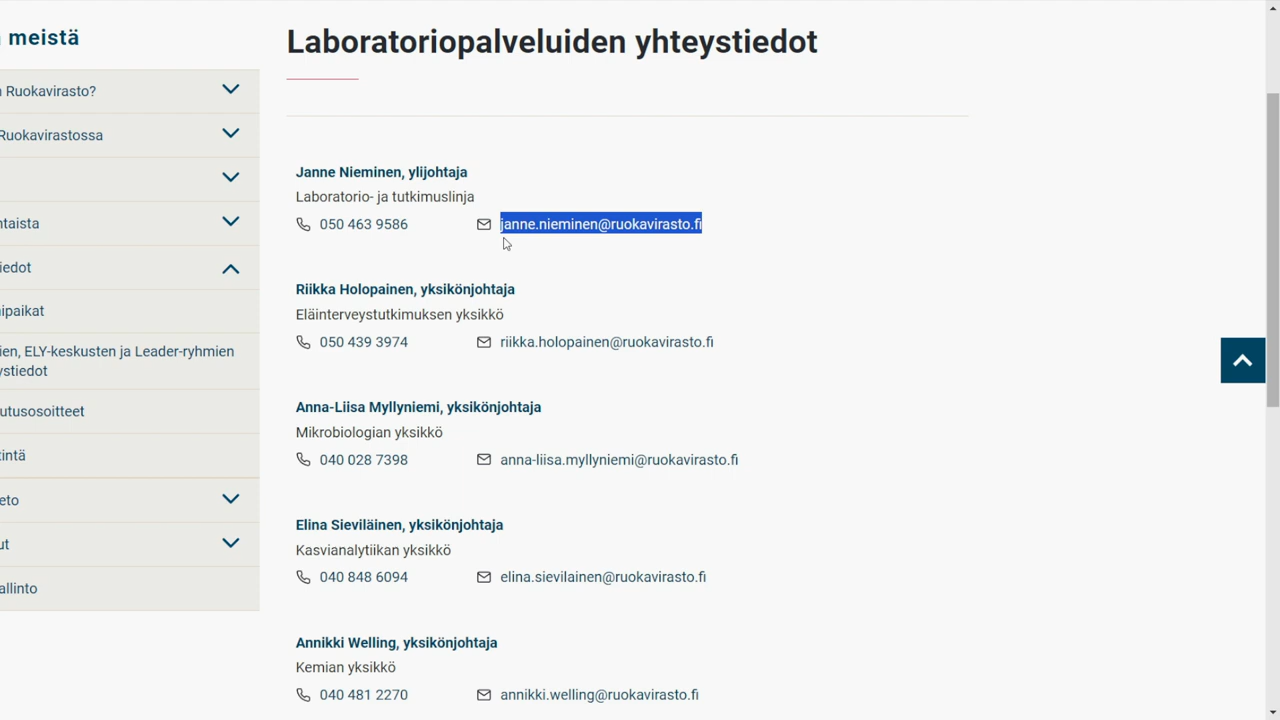 meistä
Ruokavirasto?
Ruokavirastossa
ntaista
iedot
ipaikat
ien, ELY-keskusten ja Leader-ryhmien
ystiedot
utusosoitteet
tintä
eto
ut
allinto
Laboratoriopalveluiden yhteystiedot
Janne Nieminen, ylijohtaja
Laboratorio- ja tutkimuslinja
050 463 9586 janne.nieminen@ruokavirasto.fi
Riikka Holopainen, yksikönjohtaja
Eläinterveystutkimuksen yksikkö
050 439 3974 riikka.holopainen@ruokavirasto.fi
Anna-Liisa Myllyniemi, yksikönjohtaja
Mikrobiologian yksikkö
040 028 7398 anna-liisa.myllyniemi@ruokavirasto.fi
Elina Sieviläinen, yksikönjohtaja
Kasvianalytiikan yksikkö
040 848 6094 elina.sievilainen@ruokavirasto.fi
Annikki Welling, yksikönjohtaja
Kemian yksikkö
040 481 2270 annikki.welling@ruokavirasto.fi